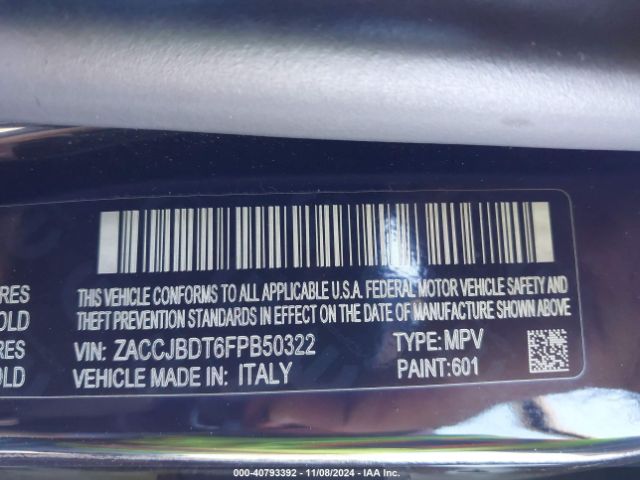 THIS VEHICLE CONFORMS TO ALL APPLICABLE U.S.A. FEDERAL MOTOR VEHICLE SAFETY AND
THEFT PREVENTION STANDARDS IN EFFECT ON THE DATE OF MANUFACTURE SHOWN ABOVE
RES
OLD
RES
OLD
VIN: ZACCJBDT6FPB50322 TYPE: MPV
VEHICLE MADE IN: ITALY PAINT: 601
000-40793392 - 11/08/2024 - IAA Inc.